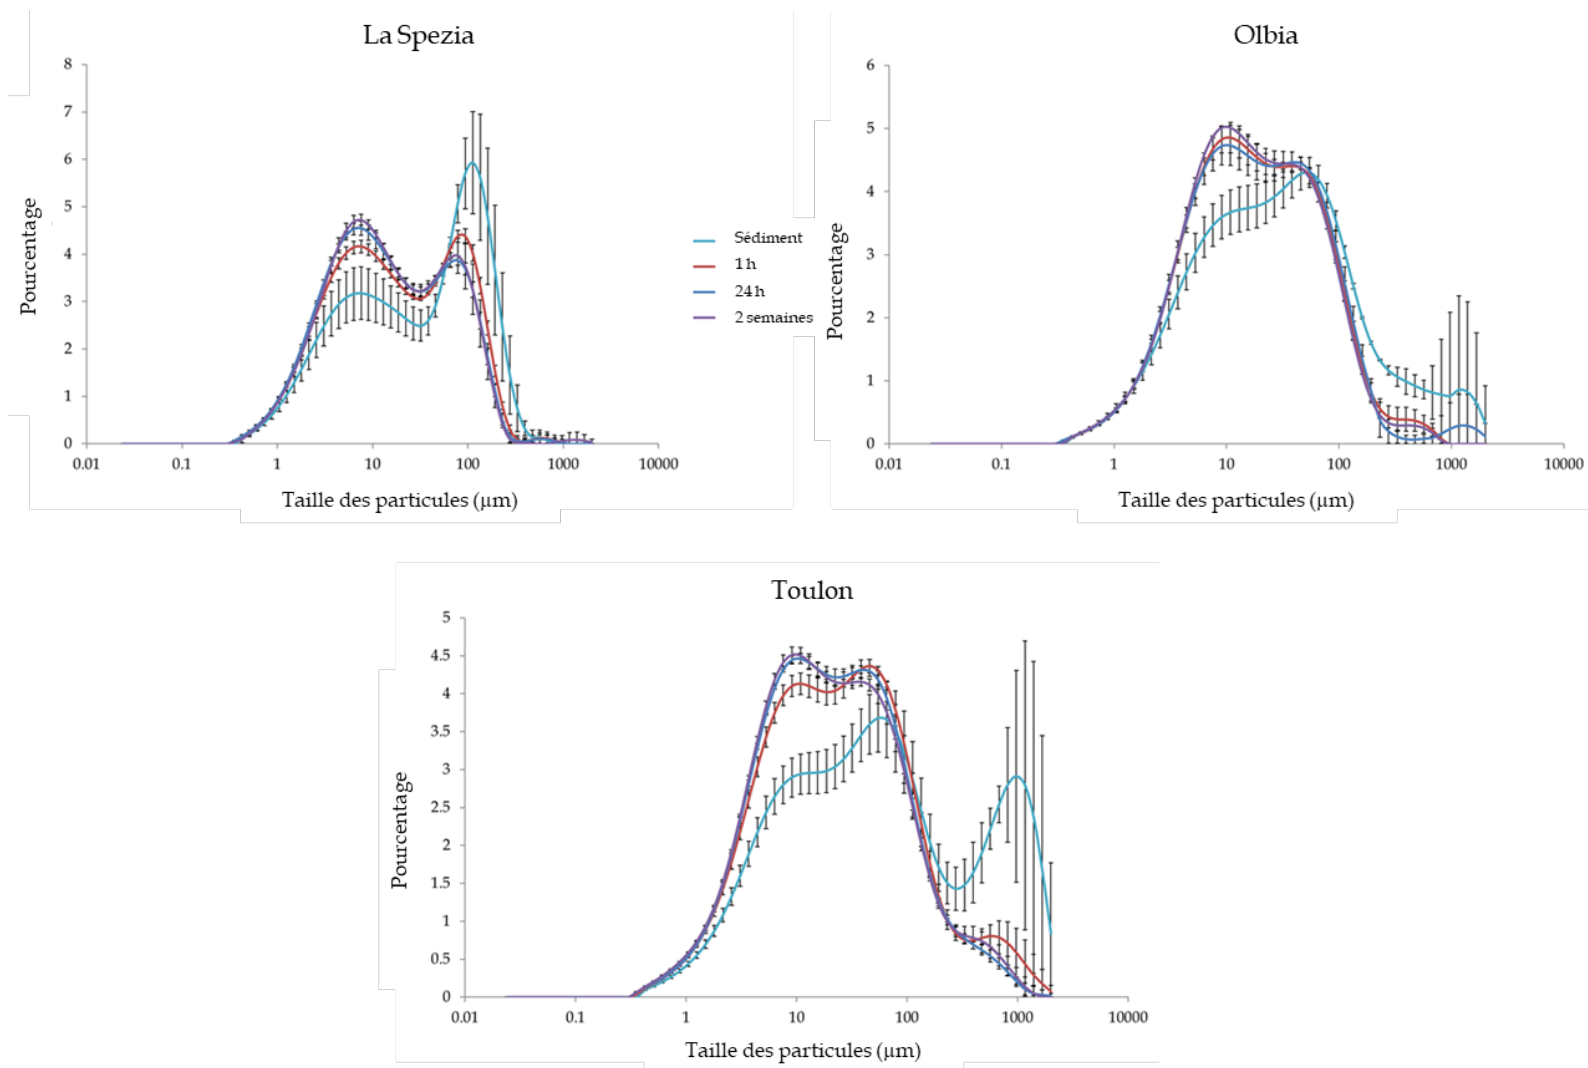 La Spezia
8
7
6
5
4
3
2
1
0
0.01 0.1 1 10 100 1000 10000
Pourcentage
Taille des particules (µm)
Sédiment
1 h
24 h
2 semaines
Olbia
6
5
4
3
2
1
0
0.01 0.1 1 10 100 1000 10000
Pourcentage
Taille des particules (µm)
Toulon
5
4.5
4
3.5
3
2.5
2
1.5
1
0.5
0
0.01 0.1 1 10 100 1000 10000
Pourcentage
Taille des particules (µm)